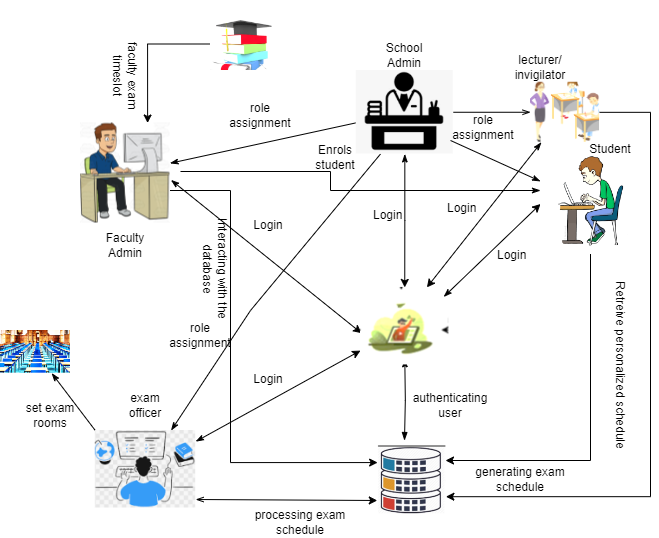 School
Admin
lecturer/
invigilator
faculty exam
timeslot
role
assignment
role
assignment
Enrols
student
Student
Faculty
Admin
Login
Login
Login
Login
Interacting with the
database
Retreive personalized schedule
role
assignment
Login
exam
officer
set exam
rooms
authenticating
user
generating exam
schedule
processing exam
schedule